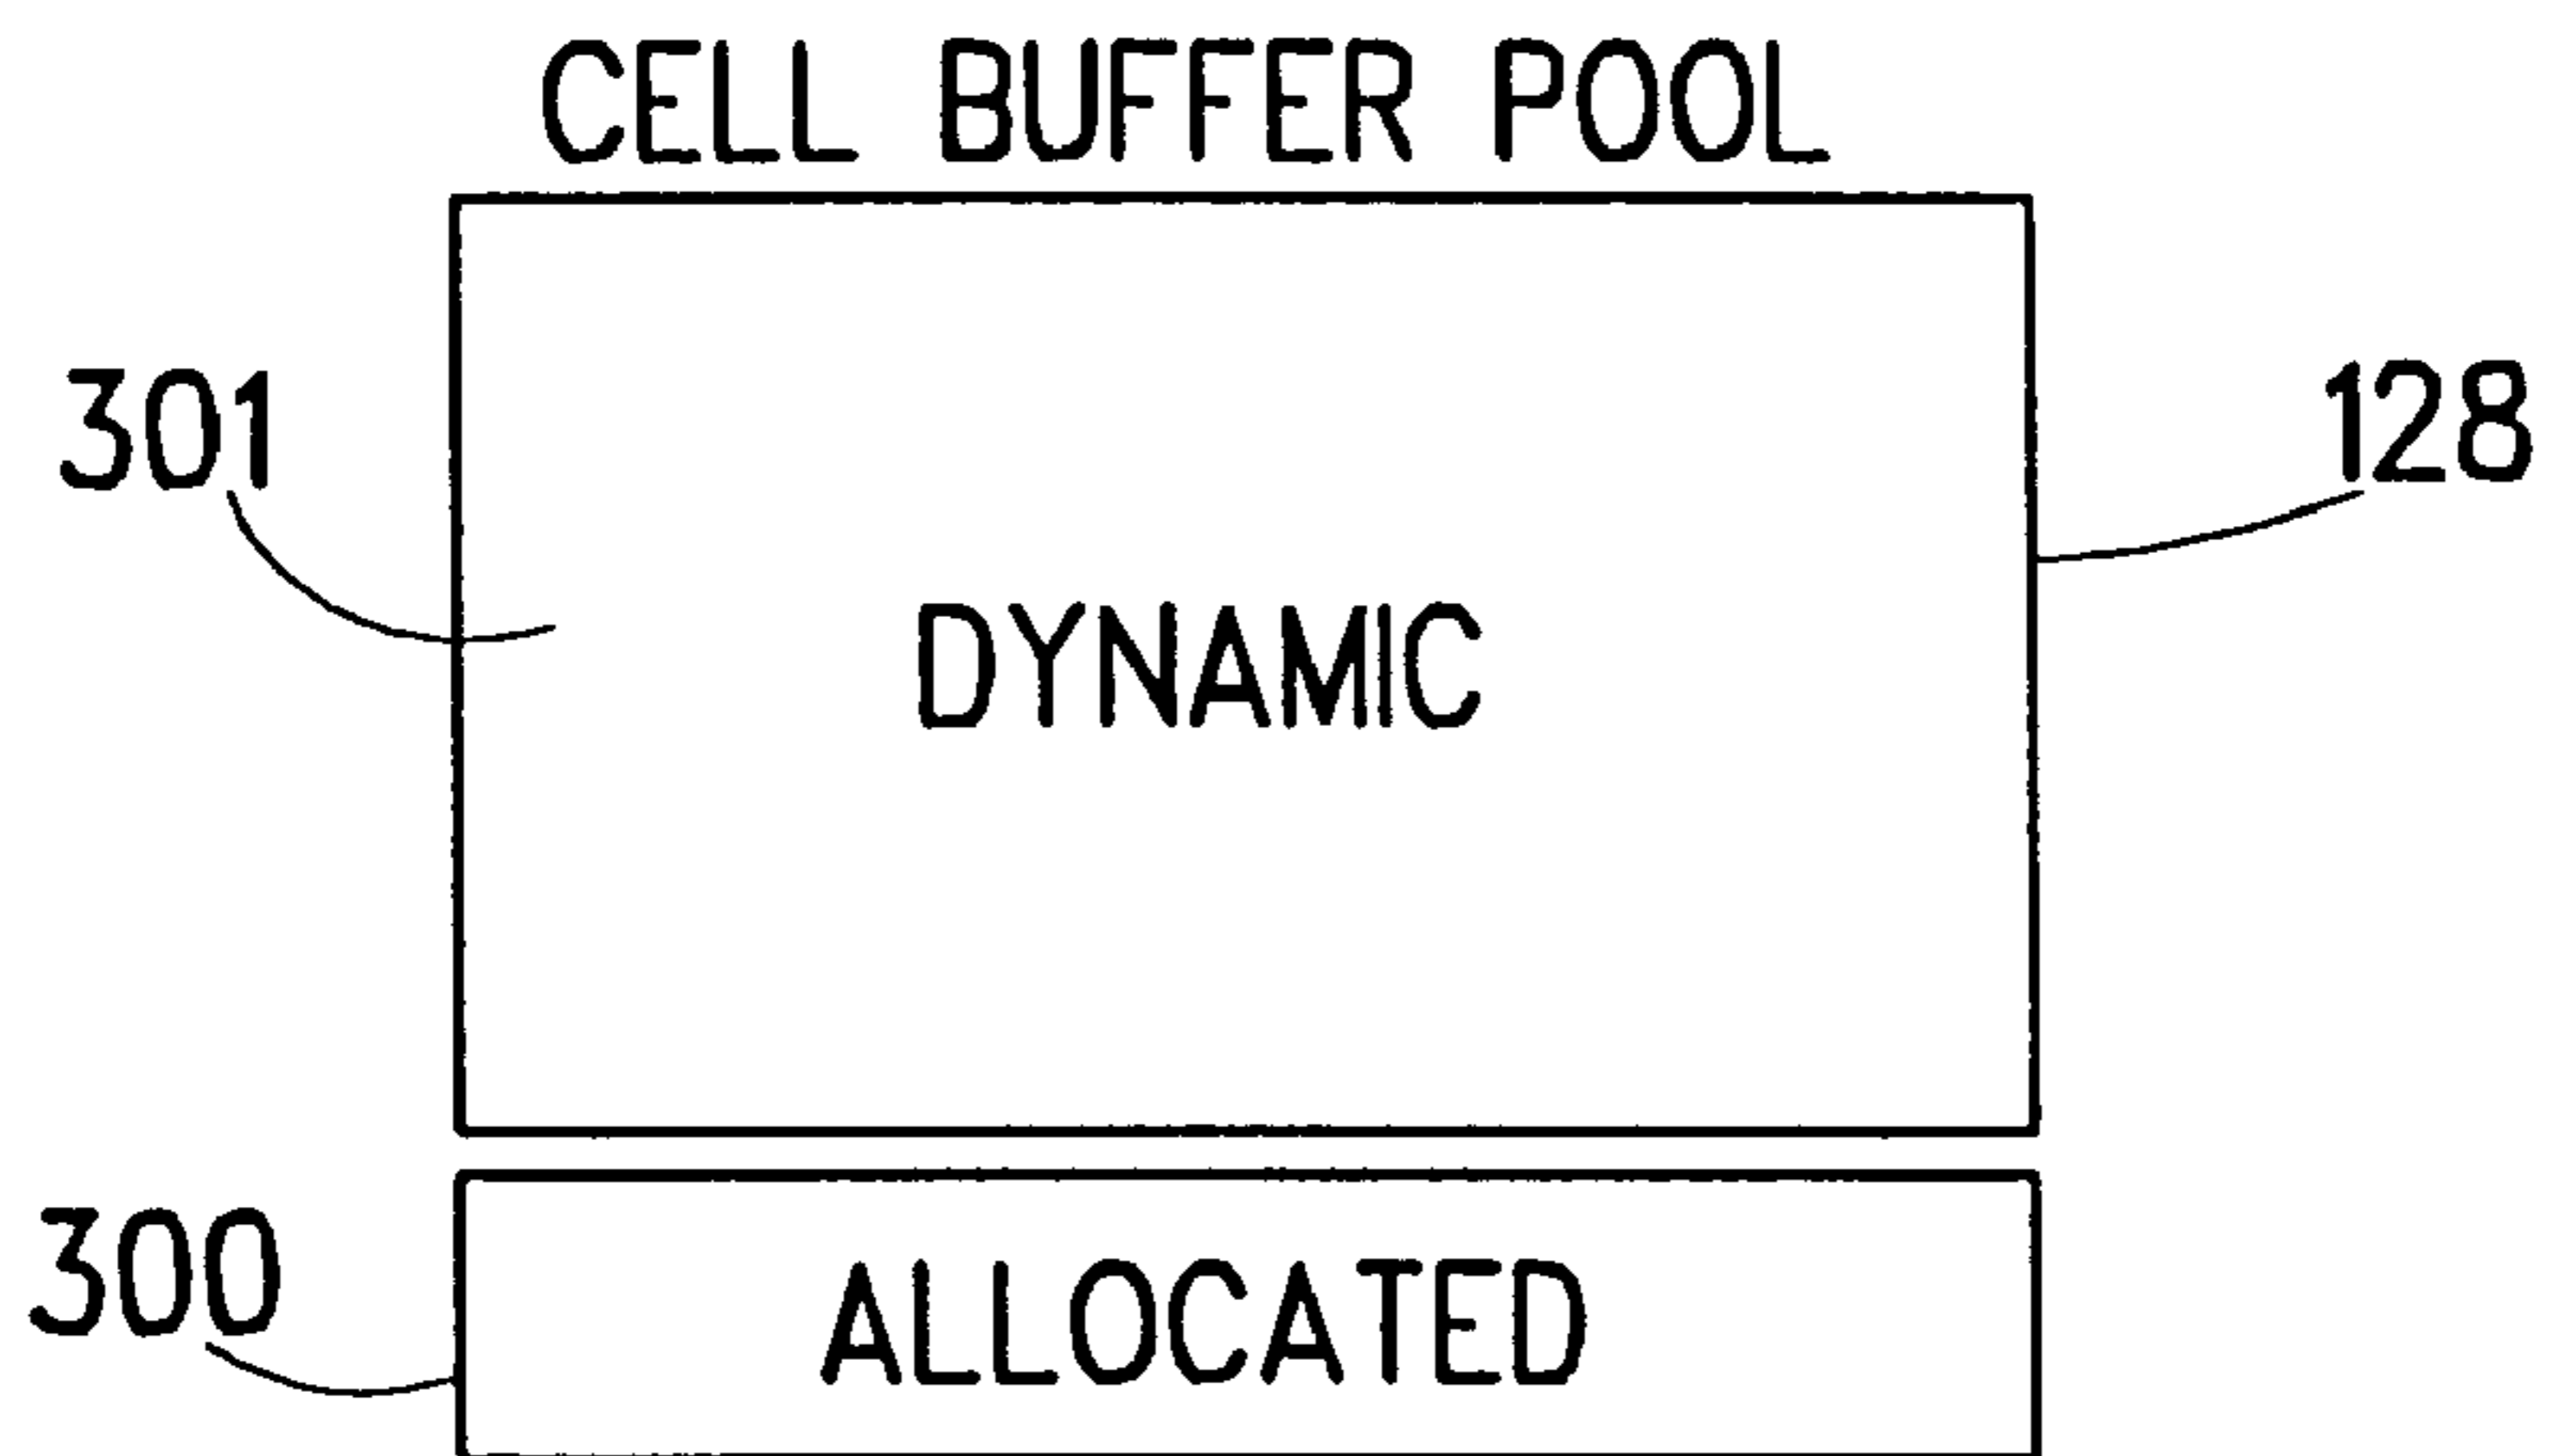 CELL BUFFER POOL
301
128
DYNAMIC
300
ALLOCATED